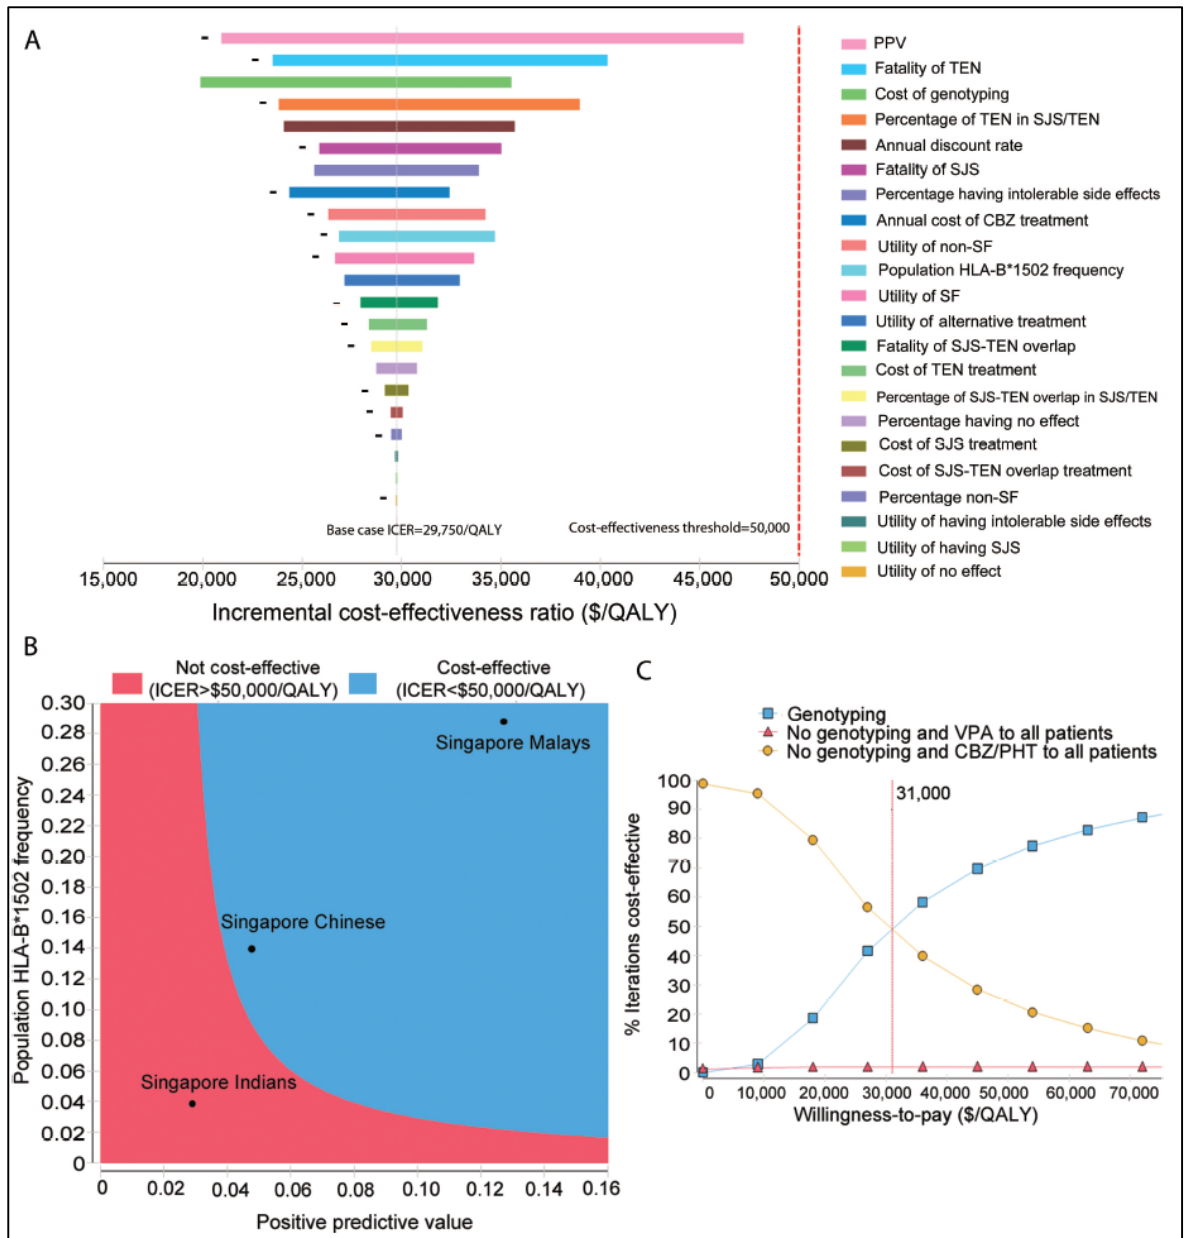 A
PPV
Fatality of TEN
Cost of genotyping
Percentage of TEN in SJS/TEN
Annual discount rate
Fatality of SJS
Percentage having intolerable side effects
Annual cost of CBZ treatment
Utility of non-SF
Population HLA-B*1502 frequency
Utility of SF
Utility of alternative treatment
Fatality of SJS-TEN overlap
Cost of TEN treatment
Percentage of SJS-TEN overlap in SJS/TEN
Percentage having no effect
Cost of SJS treatment
Cost of SJS-TEN overlap treatment
Percentage non-SF
Utility of having intolerable side effects
Utility of having SJS
Utility of no effect
Base case ICER=29,750/QALY
Cost-effectiveness threshold=50,000
15,000 20,000 25,000 30,000 35,000 40,000 45,000 50,000
Incremental cost-effectiveness ratio ($/QALY)
B
Not cost-effective
(ICER>$50,000/QALY)
Cost-effective
(ICER<$50,000/QALY)
0.30
0.28
0.26
0.24
0.22
0.20
0.18
0.16
0.14
0.12
0.10
0.08
0.06
0.04
0.02
0
Population HLA-B*1502 frequency
Singapore Malays
Singapore Chinese
Singapore Indians
0 0.02 0.04 0.06 0.08 0.10 0.12 0.14 0.16
Positive predictive value
C
Genotyping
No genotyping and VPA to all patients
No genotyping and CBZ/PHT to all patients
100
90
80
70
60
50
40
30
20
10
0
% Iterations cost-effective
31,000
0 10,000 20,000 30,000 40,000 50,000 60,000 70,000
Willingness-to-pay ($/QALY)